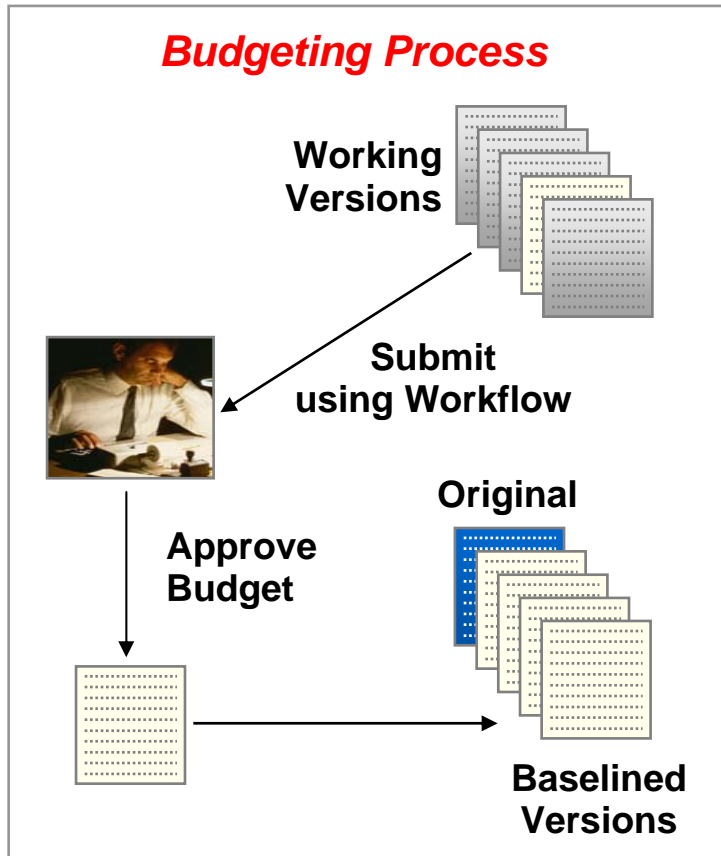 Budgeting Process
Working
Versions
Submit
using Workflow
Original
Approve
Budget
Baselined
Versions